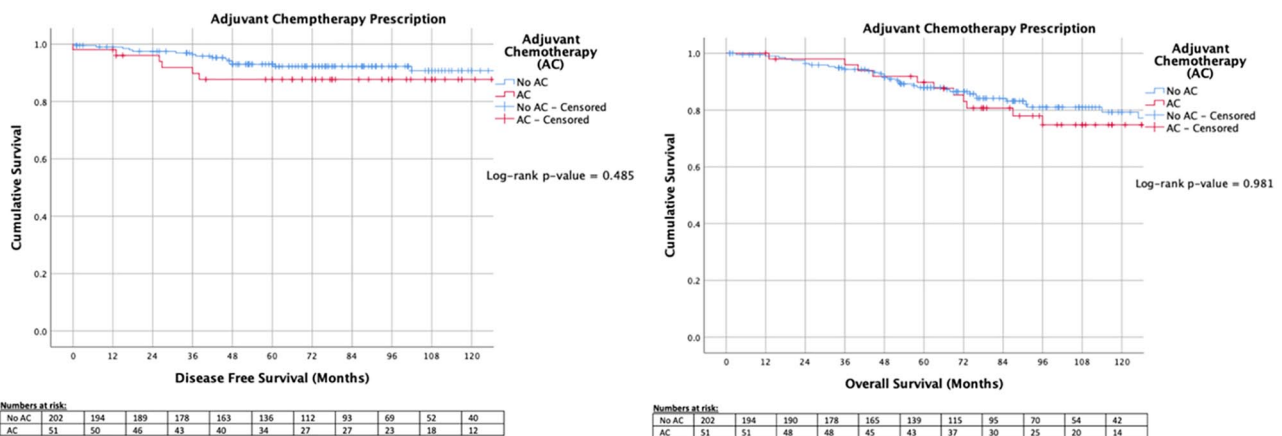 Adjuvant Chemptherapy Prescription
1.0
0.8
0.6
0.4
0.2
0.0
Cumulative Survival
0 12 24 36 48 60 72 84 96 108 120
Disease Free Survival (Months)
Adjuvant
Chemotherapy
(AC)
No AC
AC
No AC – Censored
AC – Censored
Log-rank p-value = 0.485
Numbers at risk:
No AC 202 194 189 178 163 136 112 93 69 52 40
AC 51 50 46 43 40 34 27 27 23 18 12
Adjuvant Chemotherapy Prescription
1.0
0.8
0.6
0.4
0.2
0.0
Cumulative Survival
0 12 24 36 48 60 72 84 96 108 120
Overall Survival (Months)
Adjuvant
Chemotherapy
(AC)
No AC
AC
No AC – Censored
AC – Censored
Log-rank p-value = 0.981
Numbers at risk:
No AC 202 194 190 178 165 139 115 95 70 54 42
AC 51 51 48 48 45 43 37 30 25 20 14